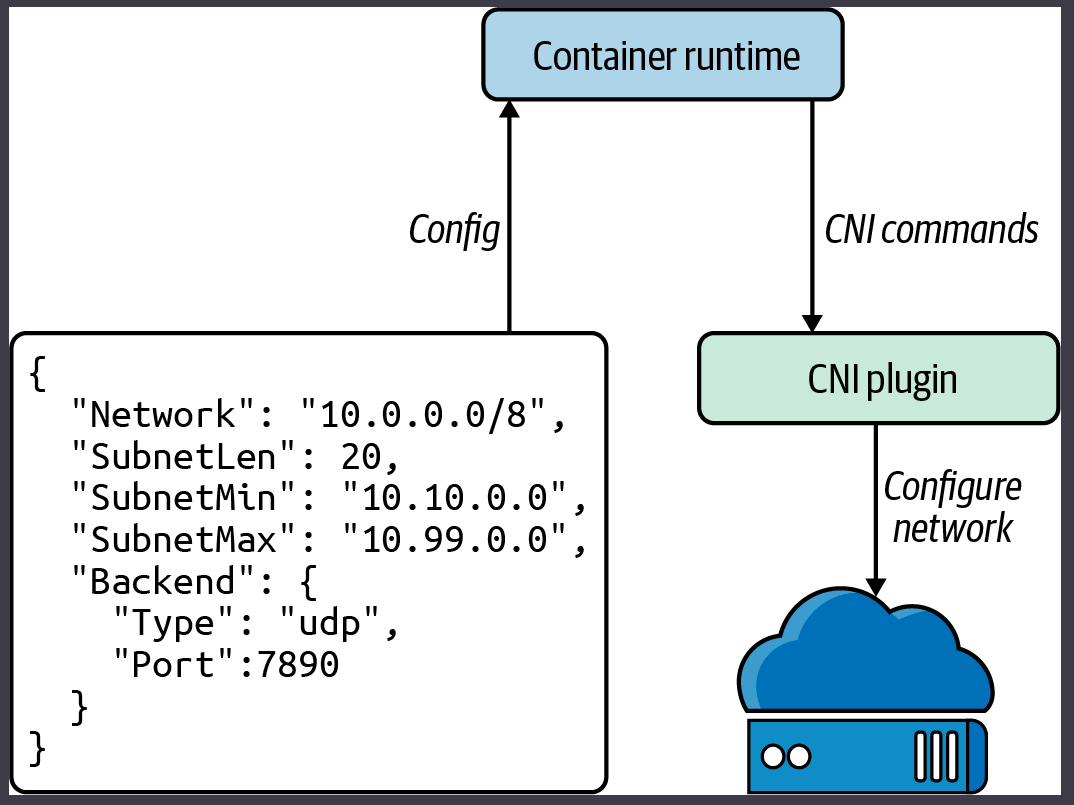 Container runtime
Config
CNI commands
{
  "Network": "10.0.0.0/8",
  "SubnetLen": 20,
  "SubnetMin": "10.10.0.0",
  "SubnetMax": "10.99.0.0",
  "Backend": {
    "Type": "udp",
    "Port":7890
  }
}
CNI plugin
Configure
network